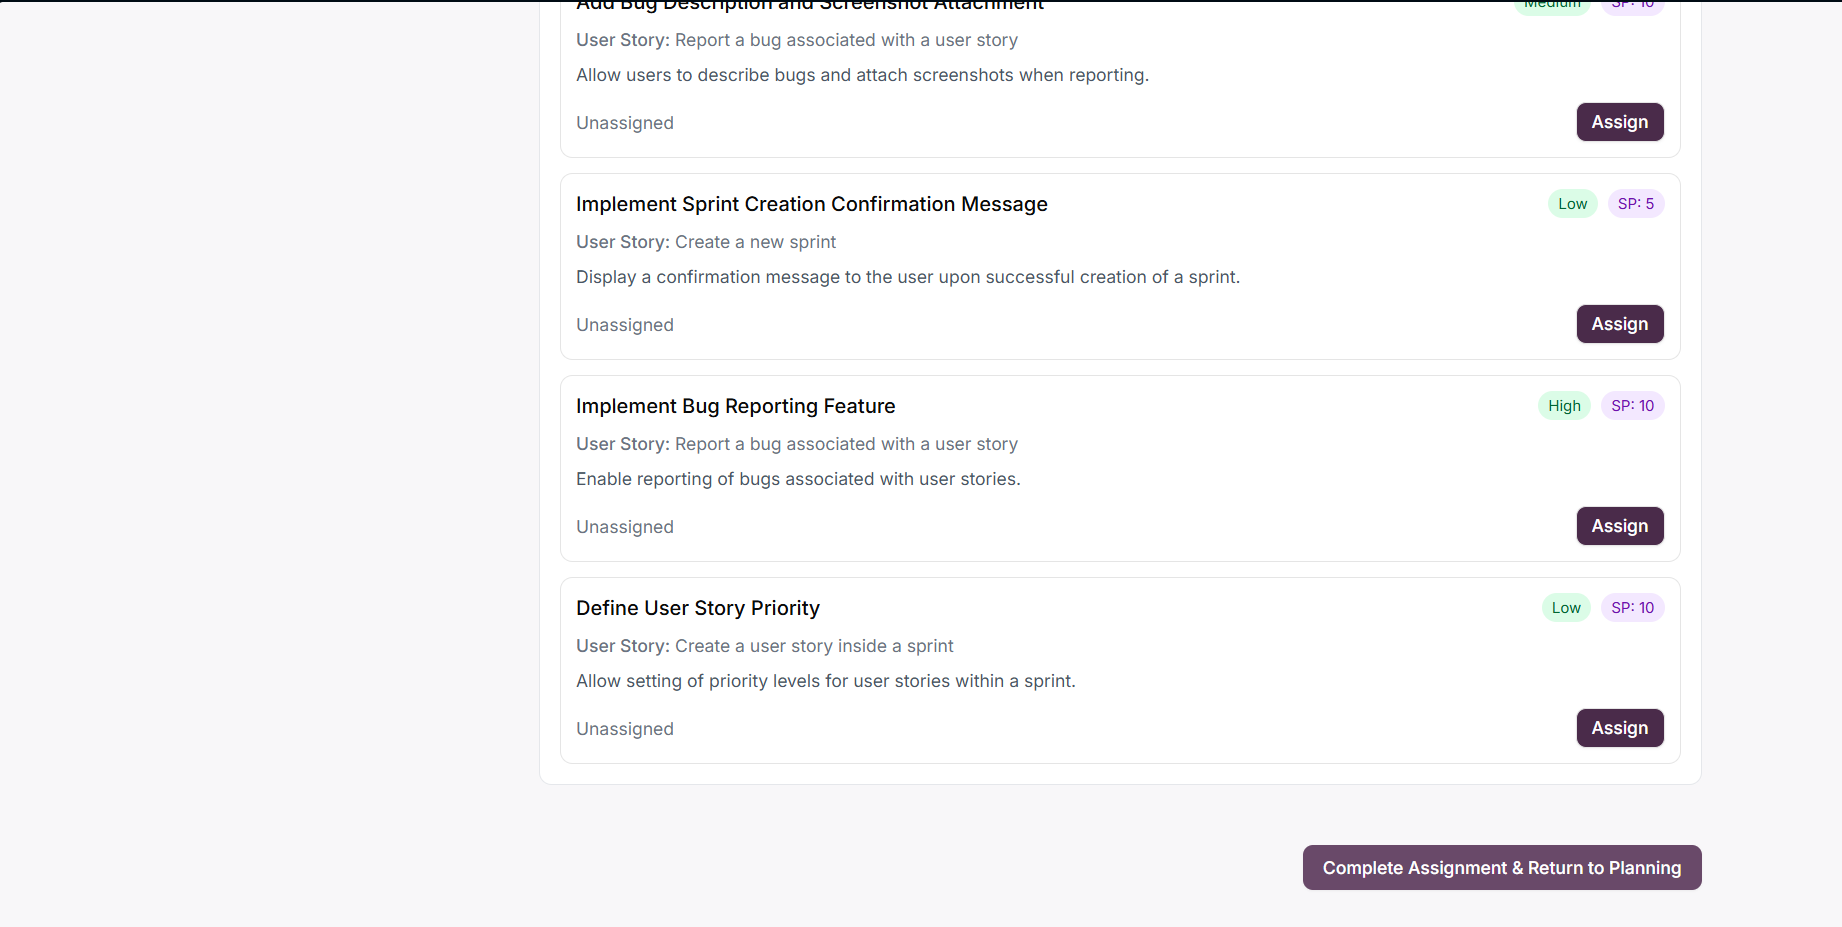 Add Bug Description and Screenshot Attachment
Medium
SP: 10
User Story: Report a bug associated with a user story
Allow users to describe bugs and attach screenshots when reporting.
Unassigned
Assign
Implement Sprint Creation Confirmation Message
Low
SP: 5
User Story: Create a new sprint
Display a confirmation message to the user upon successful creation of a sprint.
Unassigned
Assign
Implement Bug Reporting Feature
High
SP: 10
User Story: Report a bug associated with a user story
Enable reporting of bugs associated with user stories.
Unassigned
Assign
Define User Story Priority
Low
SP: 10
User Story: Create a user story inside a sprint
Allow setting of priority levels for user stories within a sprint.
Unassigned
Assign
Complete Assignment & Return to Planning